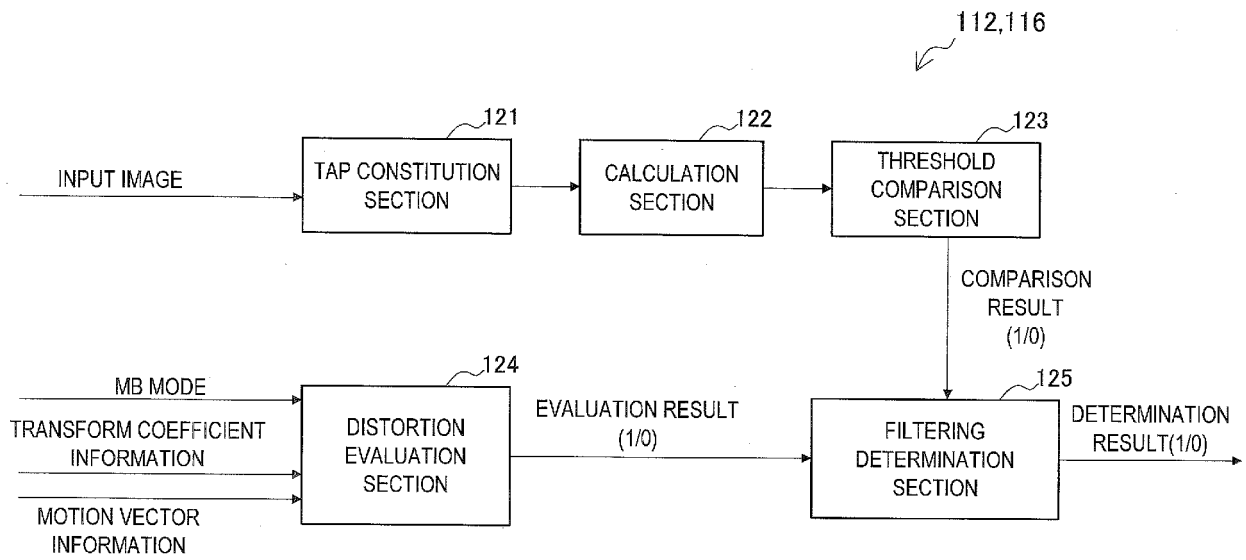 112,116
121
122
123
INPUT IMAGE
TAP CONSTITUTION
SECTION
CALCULATION
SECTION
THRESHOLD
COMPARISON
SECTION
COMPARISON
RESULT
(1/0)
124
125
MB MODE
TRANSFORM COEFFICIENT
INFORMATION
MOTION VECTOR
INFORMATION
DISTORTION
EVALUATION
SECTION
EVALUATION RESULT
(1/0)
FILTERING
DETERMINATION
SECTION
DETERMINATION
RESULT(1/0)